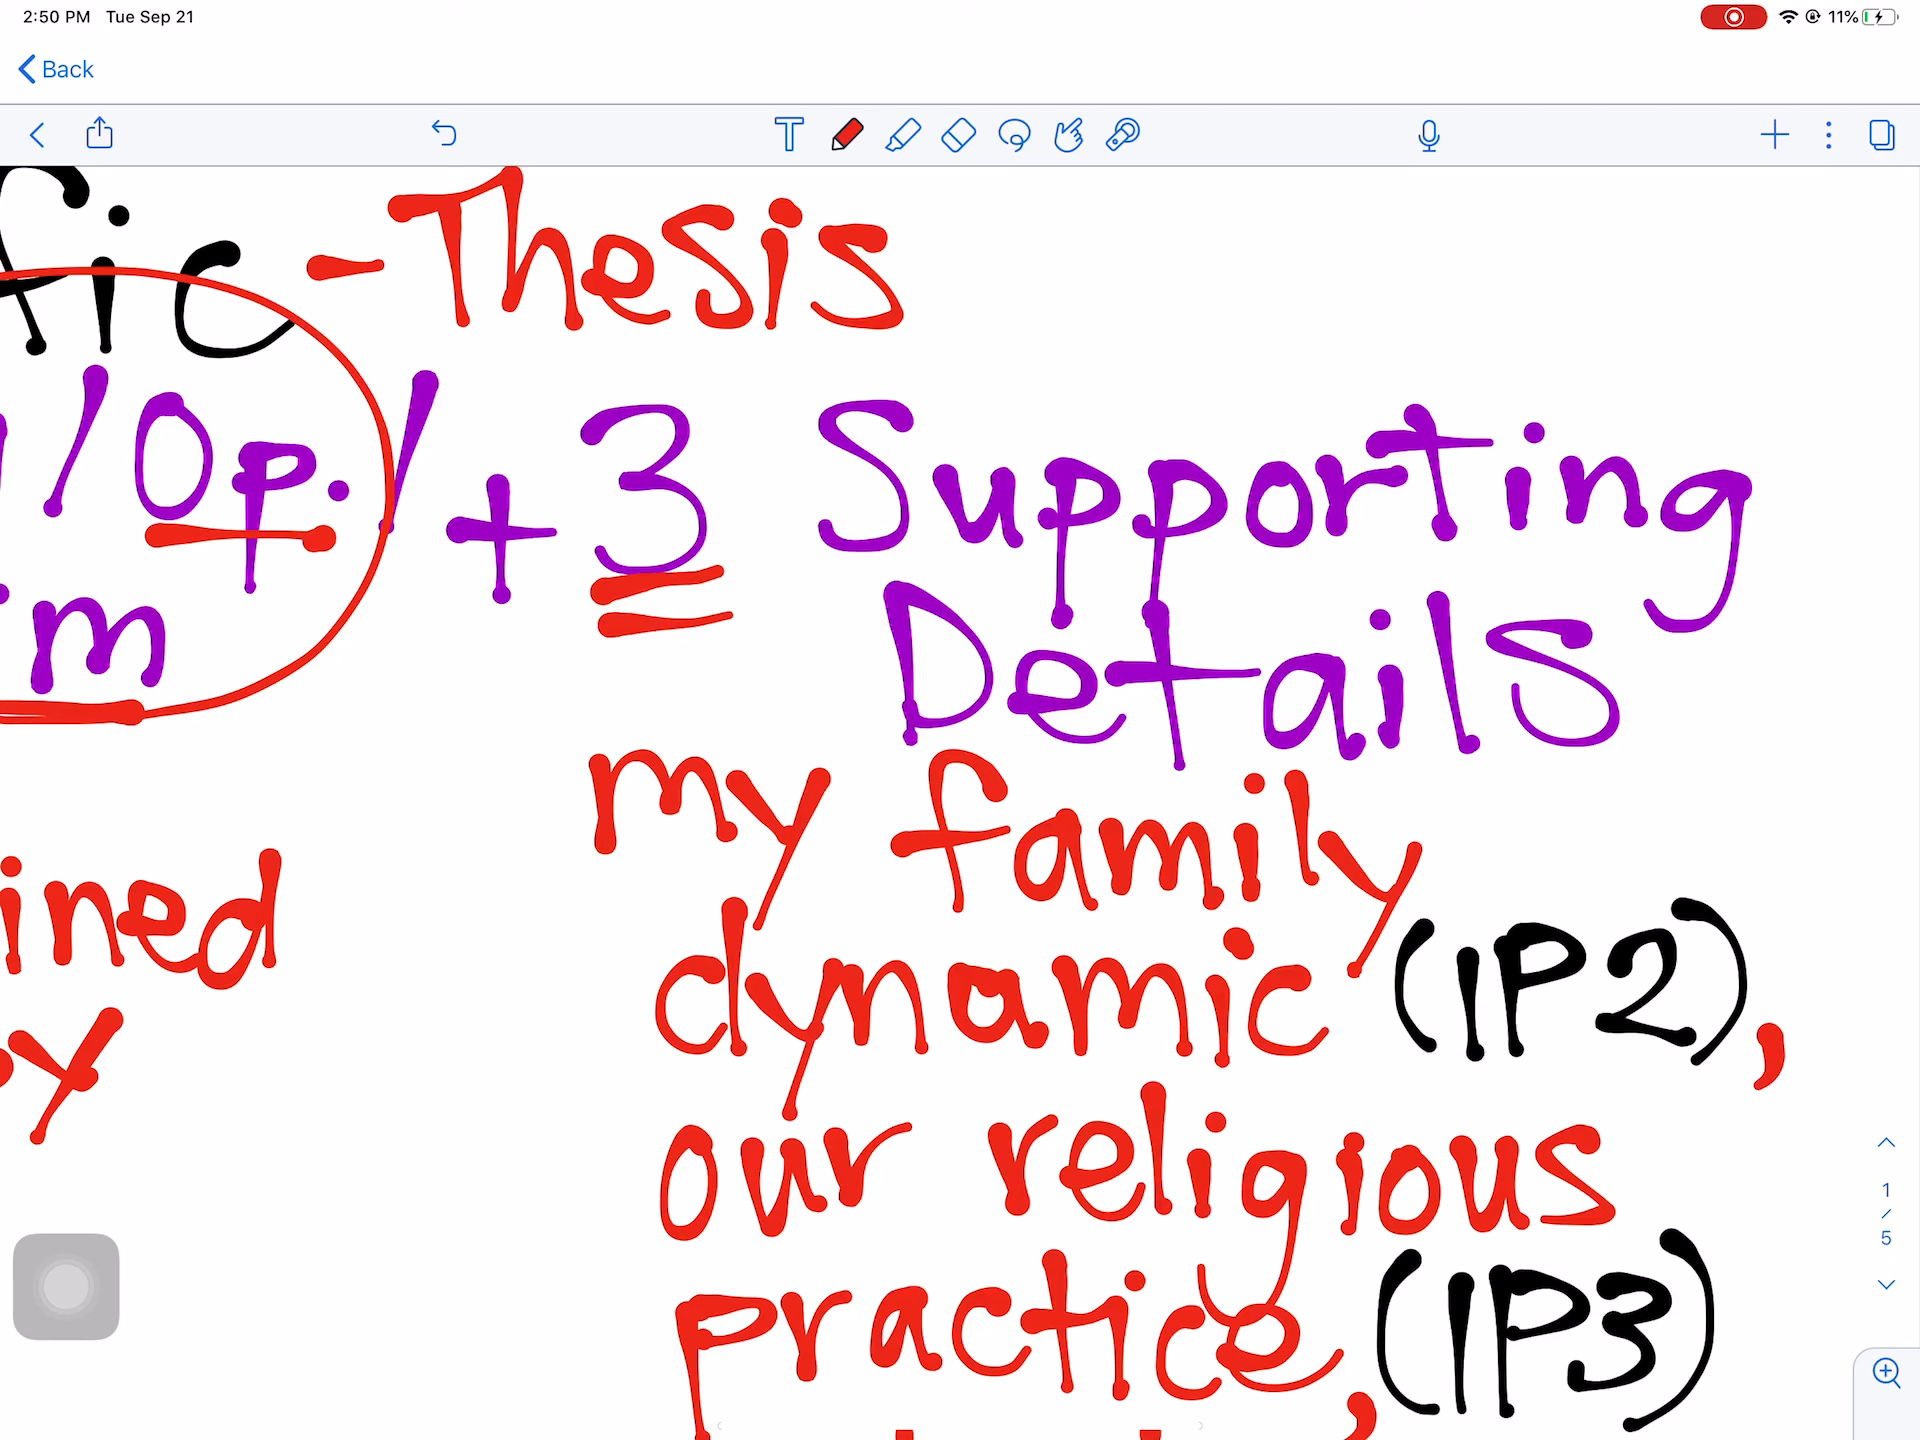 2:50 PM Tue Sep 21
11%
Back
fic - Thesis
/Op./ + 3 Supporting
m Details
my family
ined dynamic (IP2),
y our religious
practice, (IP3)
1
/
5